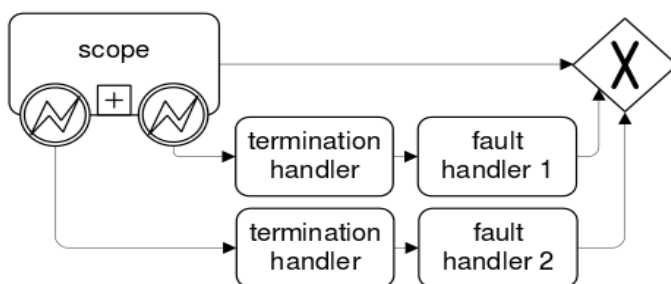 scope
termination
handler
fault
handler 1
termination
handler
fault
handler 2